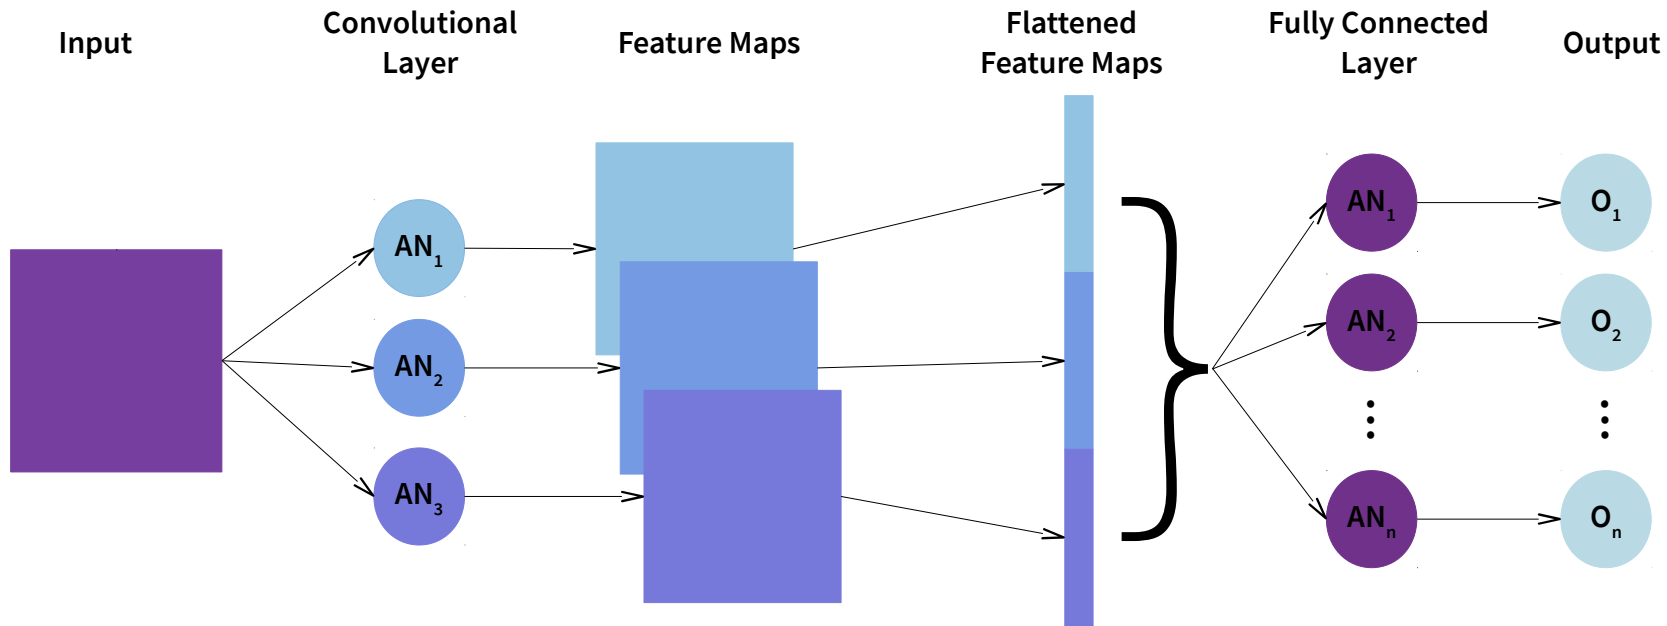 Input
Convolutional
Layer
Feature Maps
Flattened
Feature Maps
Fully Connected
Layer
Output
AN1
AN2
AN3
AN1
AN2
ANn
O1
O2
On